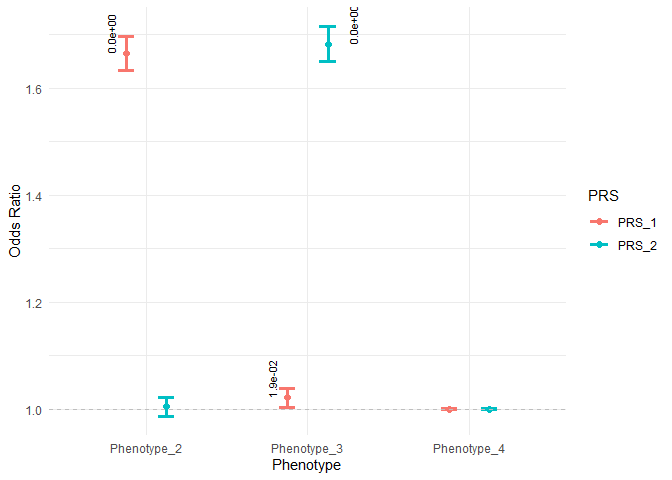 0.0e+00
0.0e+00
1.6
1.4
1.2
1.0
Odds Ratio
1.9e-02
Phenotype_2
Phenotype_3
Phenotype_4
Phenotype
PRS
PRS_1
PRS_2